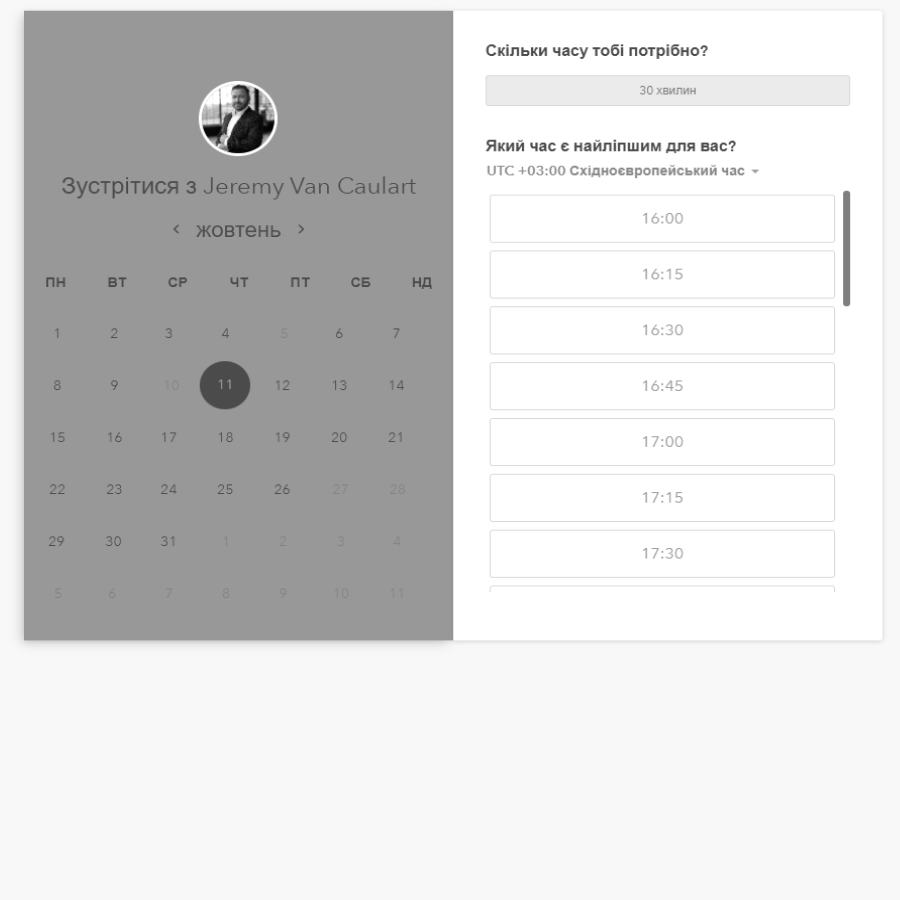 Зустрітися з Jeremy Van Caulart
жовтень
ПН ВТ СР ЧТ ПТ СБ НД
1 2 3 4 5 6 7
8 9 10 11 12 13 14
15 16 17 18 19 20 21
22 23 24 25 26 27 28
29 30 31 1 2 3 4
5 6 7 8 9 10 11
Скільки часу тобі потрібно?
30 хвилин
Який час є найліпшим для вас?
UTC +03:00 Східноєвропейський час
16:00
16:15
16:30
16:45
17:00
17:15
17:30